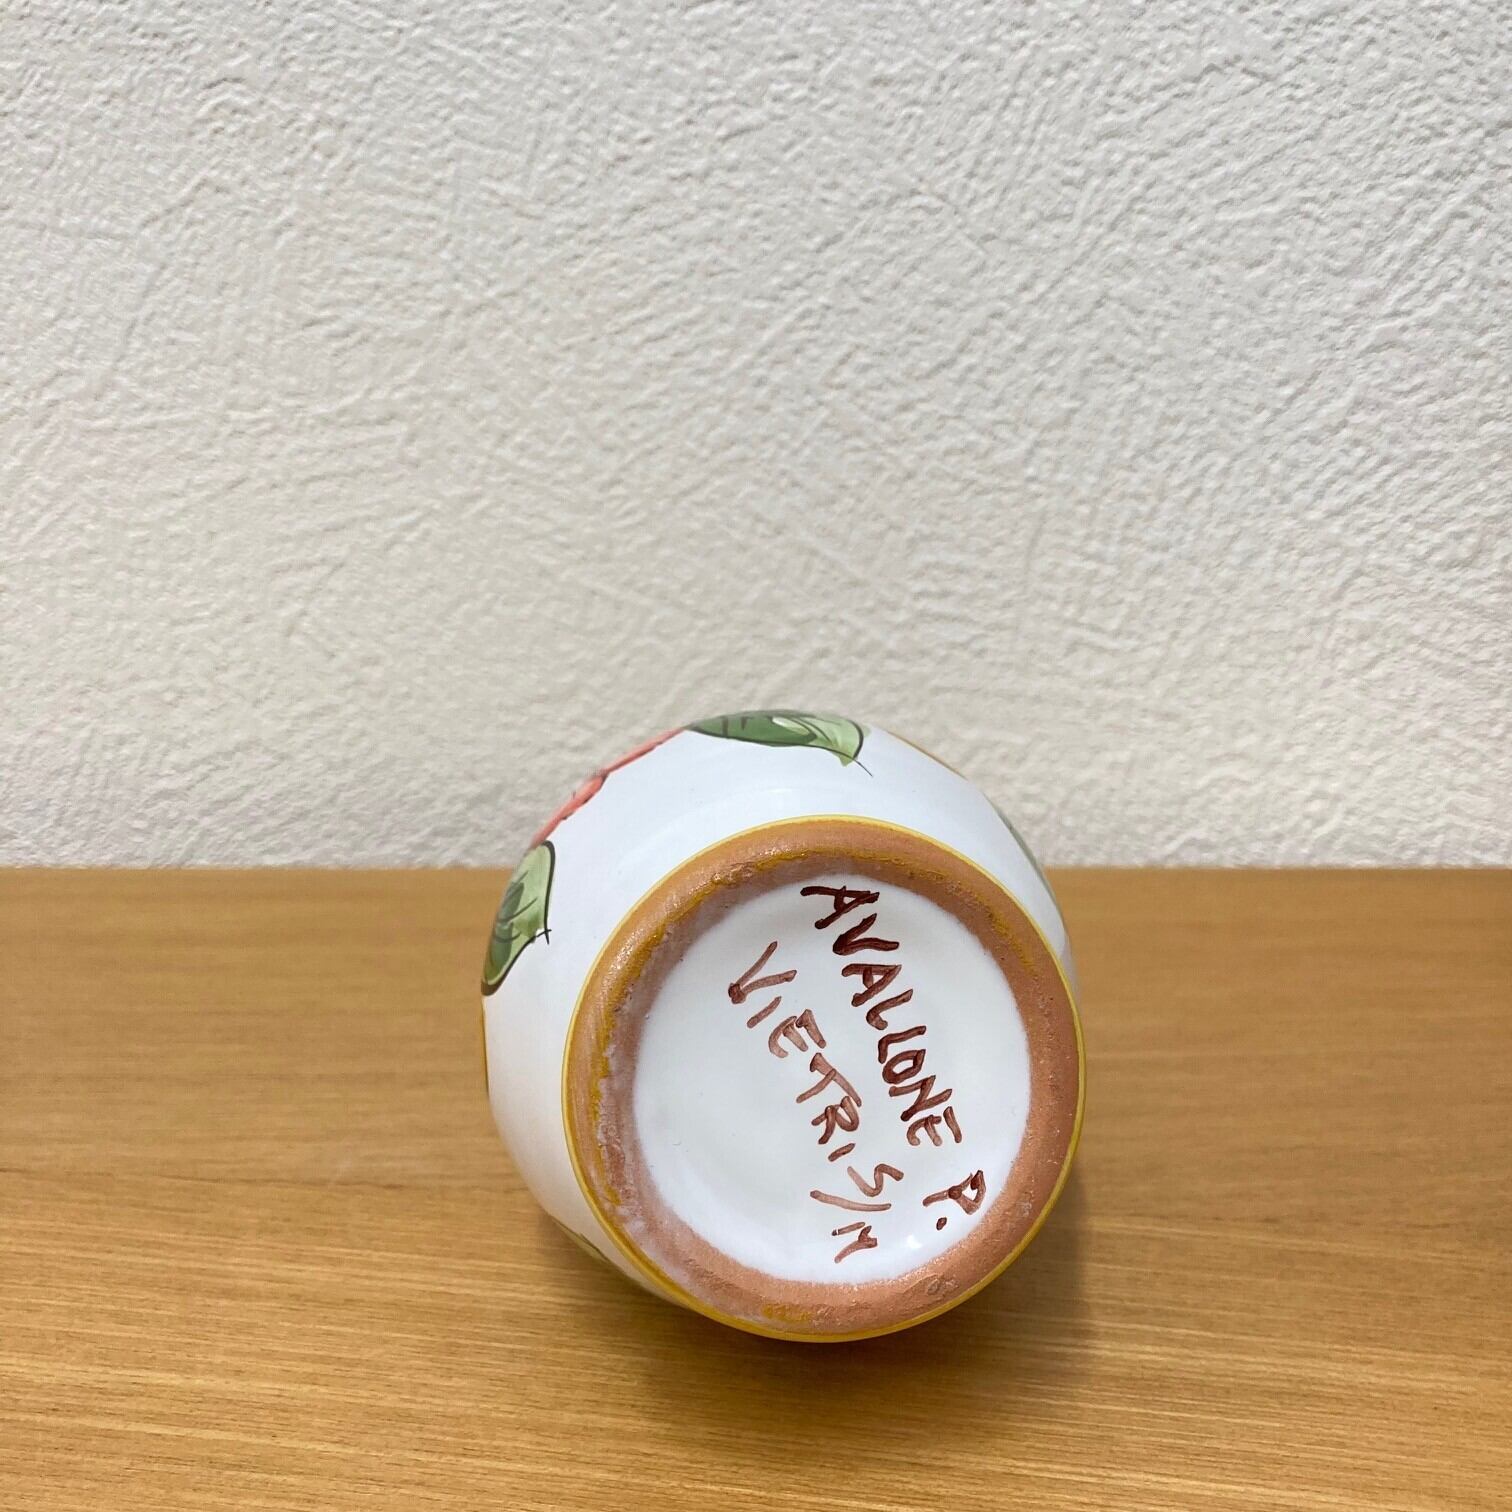 AVALLONE P.
VIETRI S/M